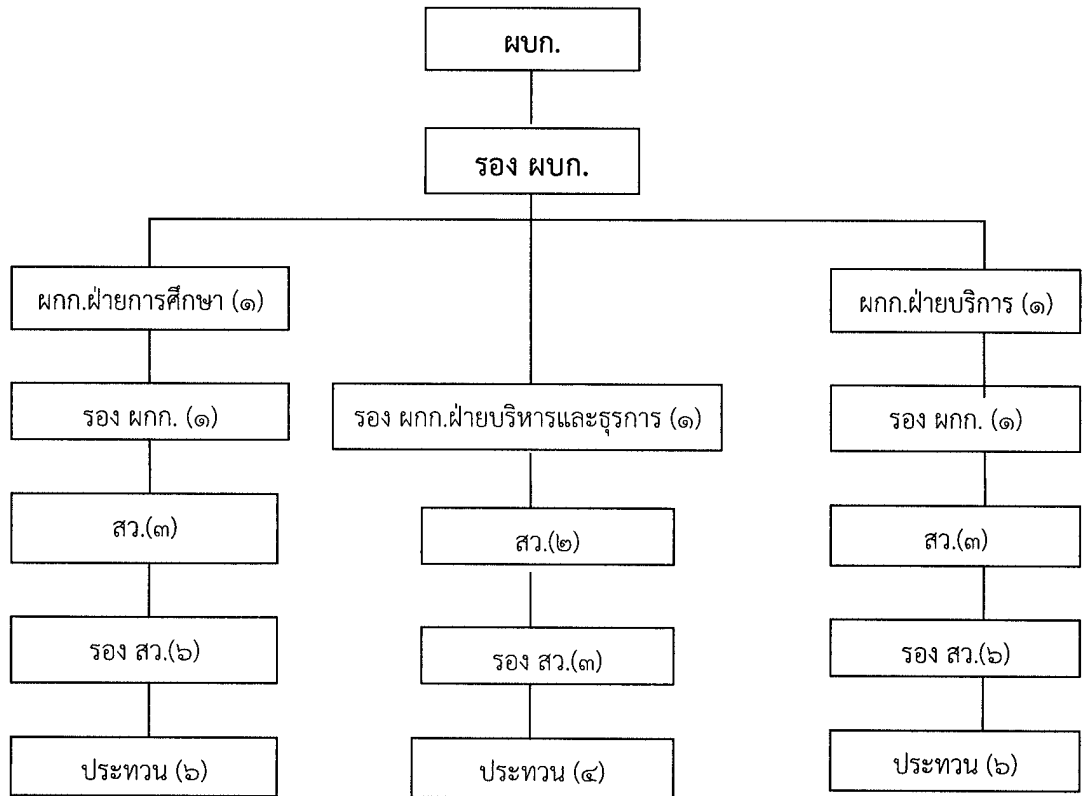 ผบก.
รอง ผบก.
ผกก.ฝ่ายการศึกษา (๑)
รอง ผกก. (๑)
สว.(๓)
รอง สว.(๖)
ประทวน (๖)
รอง ผกก.ฝ่ายบริหารและธุรการ (๑)
สว.(๒)
รอง สว.(๓)
ประทวน (๔)
ผกก.ฝ่ายบริการ (๑)
รอง ผกก. (๑)
สว.(๓)
รอง สว.(๖)
ประทวน (๖)